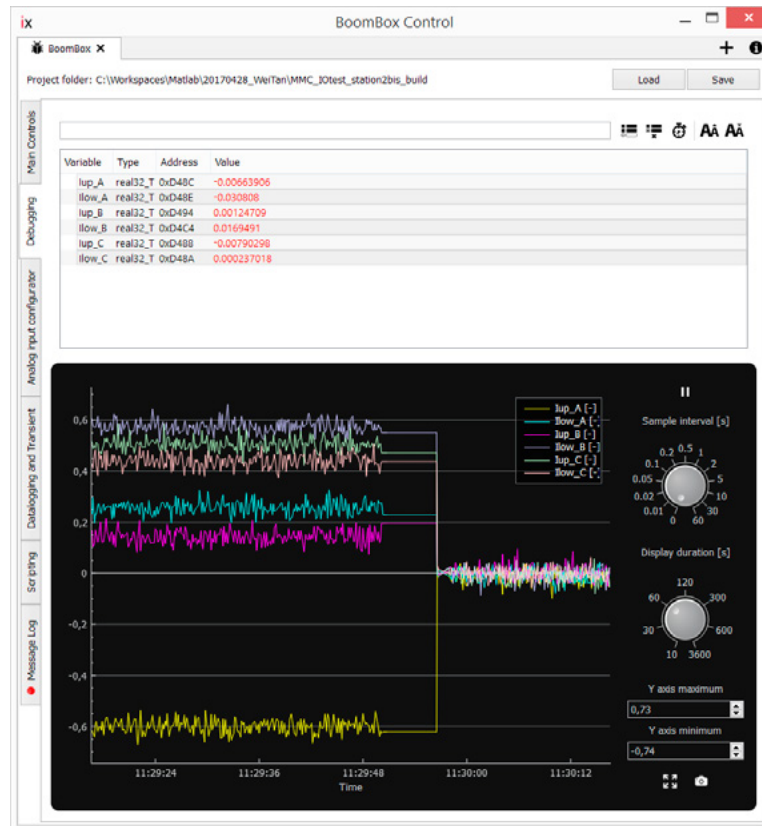 ix
BoomBox Control
BoomBox
Project folder: C:\Workspaces\Matlab\20170428_WeiTan\MMC_IOtest_station2bis_build
Load
Save
Main Controls
Debugging
Analog input configurator
Datalogging and Transient
Scripting
Message Log
AA AA
Variable Type Address Value
Iup_A real32_T 0xD48C -0.00663906
Ilow_A real32_T 0xD48E -0.030808
Iup_B real32_T 0xD494 0.00124709
Ilow_B real32_T 0xD4C4 0.0169491
Iup_C real32_T 0xD488 -0.00790298
Ilow_C real32_T 0xD48A 0.000237018
0,6
0,4
0,2
0
-0,2
-0,4
-0,6
11:29:24 11:29:36 11:29:48 11:30:00 11:30:12
Time
Iup_A [-]
Ilow_A [-]
Iup_B [-]
Ilow_B [-]
Iup_C [-]
Ilow_C [-]
Sample interval [s]
0 0.01 0.02 0.05 0.1 0.2 0.5 1 2 5 10 30 60
Display duration [s]
10 30 60 120 300 600 3600
Y axis maximum
0,73
Y axis minimum
-0,74